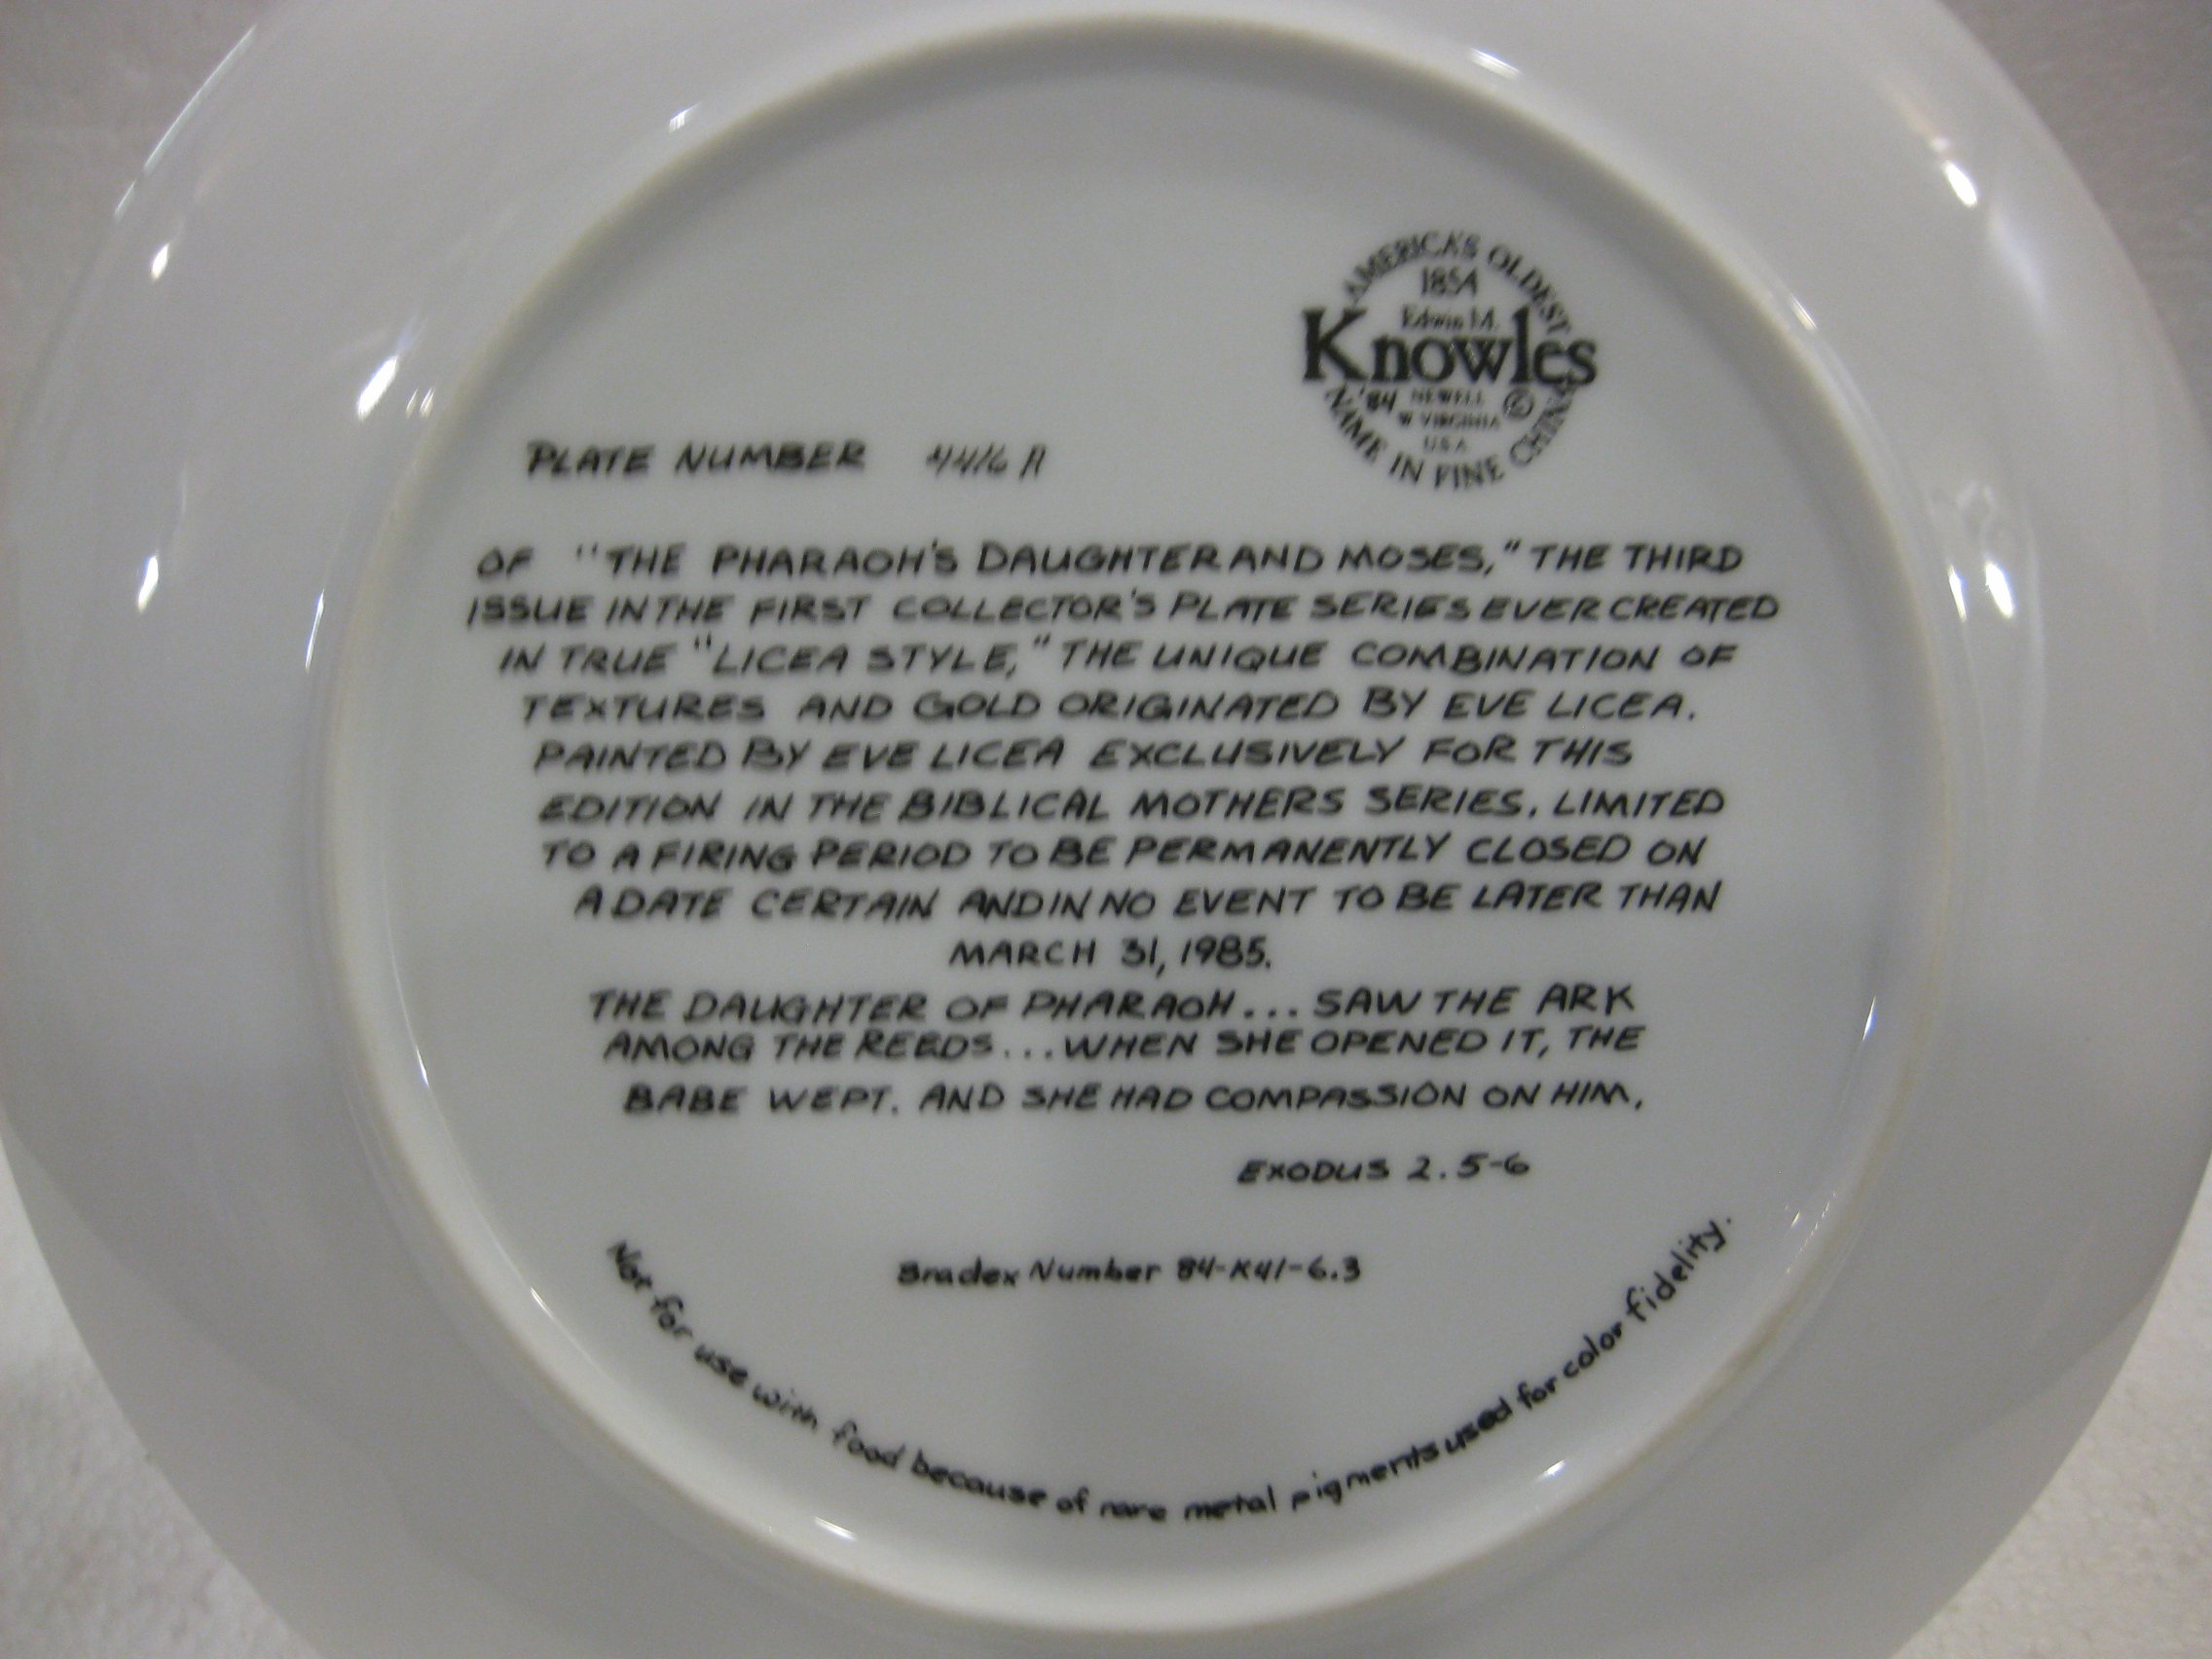 AMERICA'S OLDEST
1854
Edwin M.
Knowles
'84 NEWELL ©
W VIRGINIA
U.S.A.
NAME IN FINE CHINA
PLATE NUMBER 4416 A
OF "THE PHARAOH'S DAUGHTER AND MOSES," THE THIRD
ISSUE IN THE FIRST COLLECTOR'S PLATE SERIES EVER CREATED
IN TRUE "LICEA STYLE," THE UNIQUE COMBINATION OF
TEXTURES AND GOLD ORIGINATED BY EVE LICEA.
PAINTED BY EVE LICEA EXCLUSIVELY FOR THIS
EDITION IN THE BIBLICAL MOTHERS SERIES. LIMITED
TO A FIRING PERIOD TO BE PERMANENTLY CLOSED ON
A DATE CERTAIN AND IN NO EVENT TO BE LATER THAN
MARCH 31, 1985.
THE DAUGHTER OF PHARAOH... SAW THE ARK
AMONG THE REEDS... WHEN SHE OPENED IT, THE
BABE WEPT. AND SHE HAD COMPASSION ON HIM.
EXODUS 2.5-6
Bradex Number 84-K41-6.3
Not for use with food because of rare metal pigments used for color fidelity.